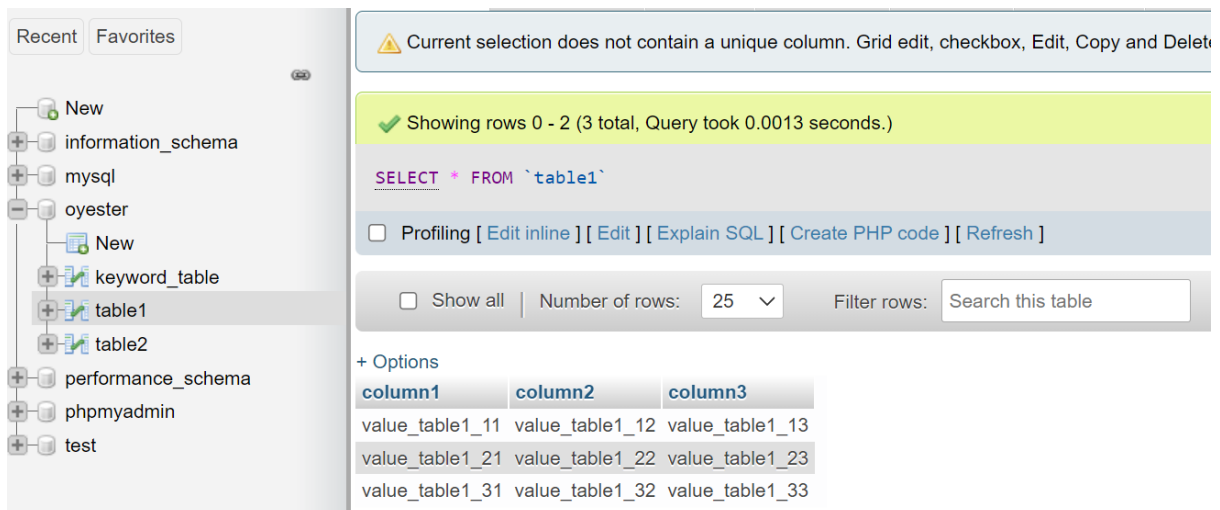 Recent Favorites
New
information_schema
mysql
oyester
New
keyword_table
table1
table2
performance_schema
phpmyadmin
test
Current selection does not contain a unique column. Grid edit, checkbox, Edit, Copy and Delete
Showing rows 0 - 2 (3 total, Query took 0.0013 seconds.)
SELECT * FROM `table1`
Profiling [ Edit inline ] [ Edit ] [ Explain SQL ] [ Create PHP code ] [ Refresh ]
Show all | Number of rows: 25 Filter rows: Search this table
+ Options
column1 column2 column3
value_table1_11 value_table1_12 value_table1_13
value_table1_21 value_table1_22 value_table1_23
value_table1_31 value_table1_32 value_table1_33